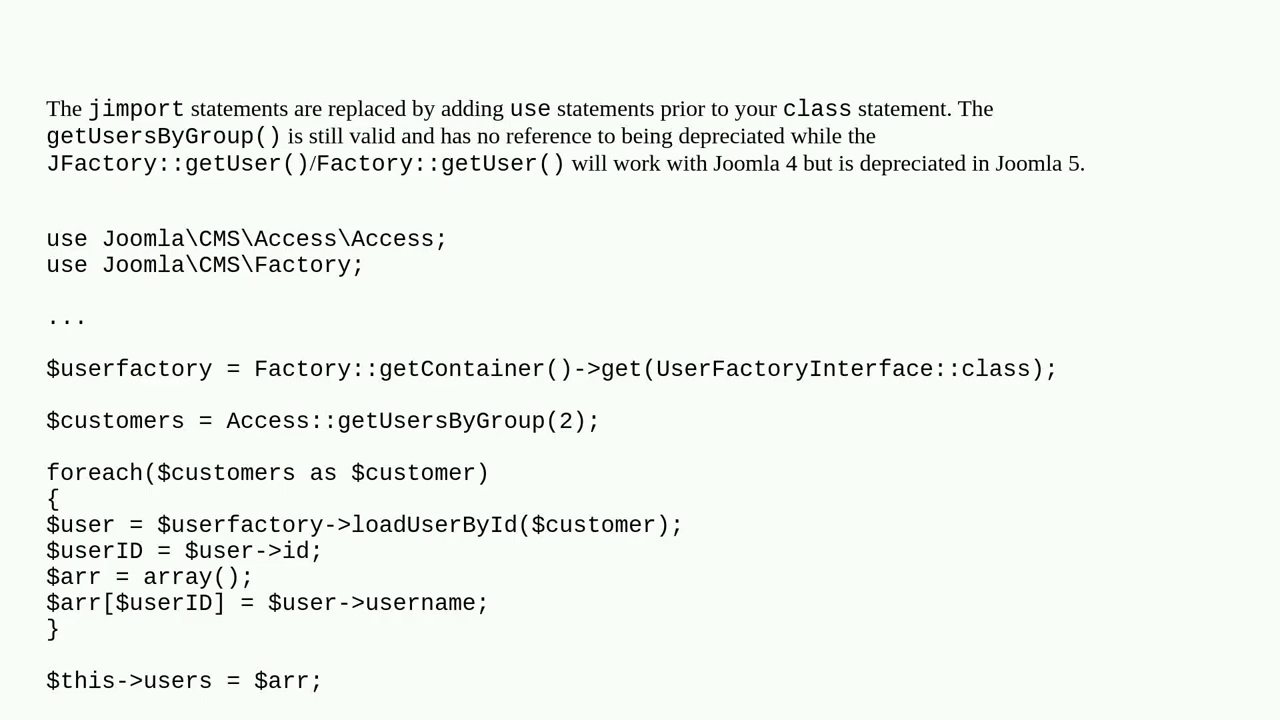 The jimport statements are replaced by adding use statements prior to your class statement. The
getUsersByGroup() is still valid and has no reference to being depreciated while the
JFactory::getUser()/Factory::getUser() will work with Joomla 4 but is depreciated in Joomla 5.
use Joomla\CMS\Access\Access;
use Joomla\CMS\Factory;
...
$userfactory = Factory::getContainer()->get(UserFactoryInterface::class);
$customers = Access::getUsersByGroup(2);
foreach($customers as $customer)
{
$user = $userfactory->loadUserById($customer);
$userID = $user->id;
$arr = array();
$arr[$userID] = $user->username;
}
$this->users = $arr;